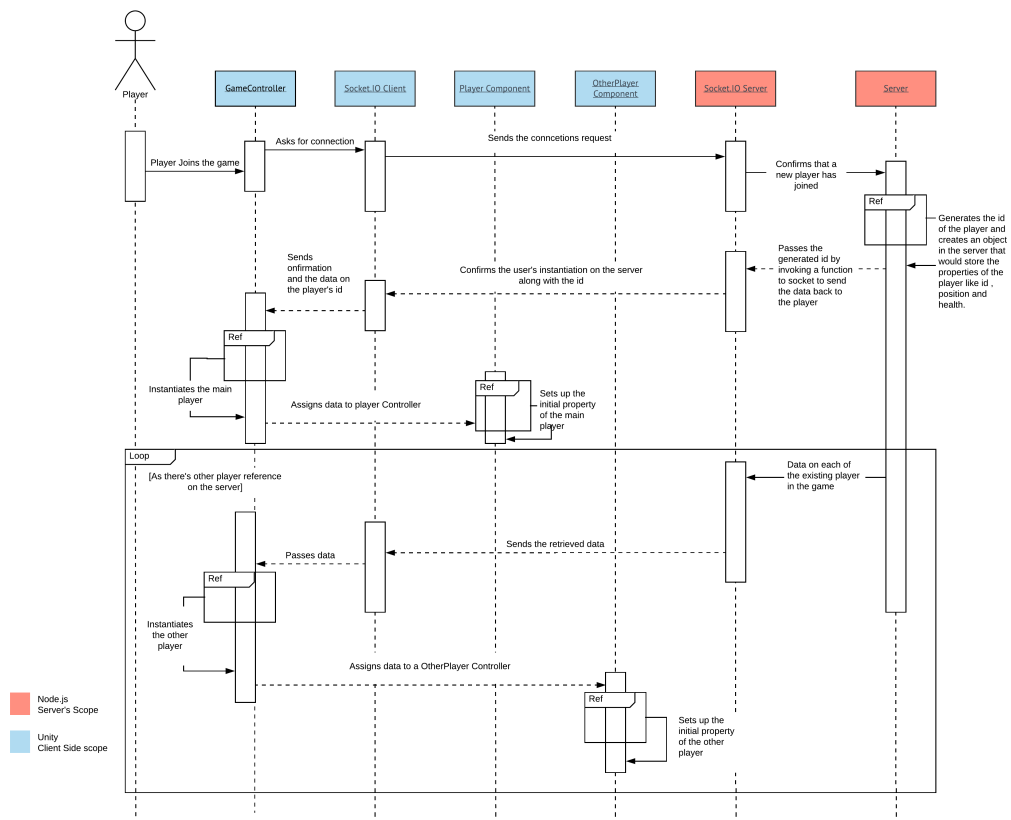 Player
GameController
Socket.IO Client
Player Component
OtherPlayer
Component
Socket.IO Server
Server
Player Joins the game
Asks for connection
Sends the conncetions request
Confirms that a
new player has
joined
Ref
Generates the id
of the player and
creates an object
in the server that
would store the
properties of the
player like id ,
position and
health.
Passes the
generated id by
invoking a function
to socket to send
the data back to
the player
Confirms the user's instantiation on the server
along with the id
Sends
onfirmation
and the data on
the player's id
Ref
Instantiates the main
player
Assigns data to player Controller
Ref
Sets up the
initial property
of the main
player
Loop
[As there's other player reference
on the server]
Data on each of
the existing player
in the game
Sends the retrieved data
Passes data
Ref
Instantiates
the other
player
Assigns data to a OtherPlayer Controller
Ref
Sets up the
initial property
of the other
player
Node.js
Server's Scope
Unity
Client Side scope